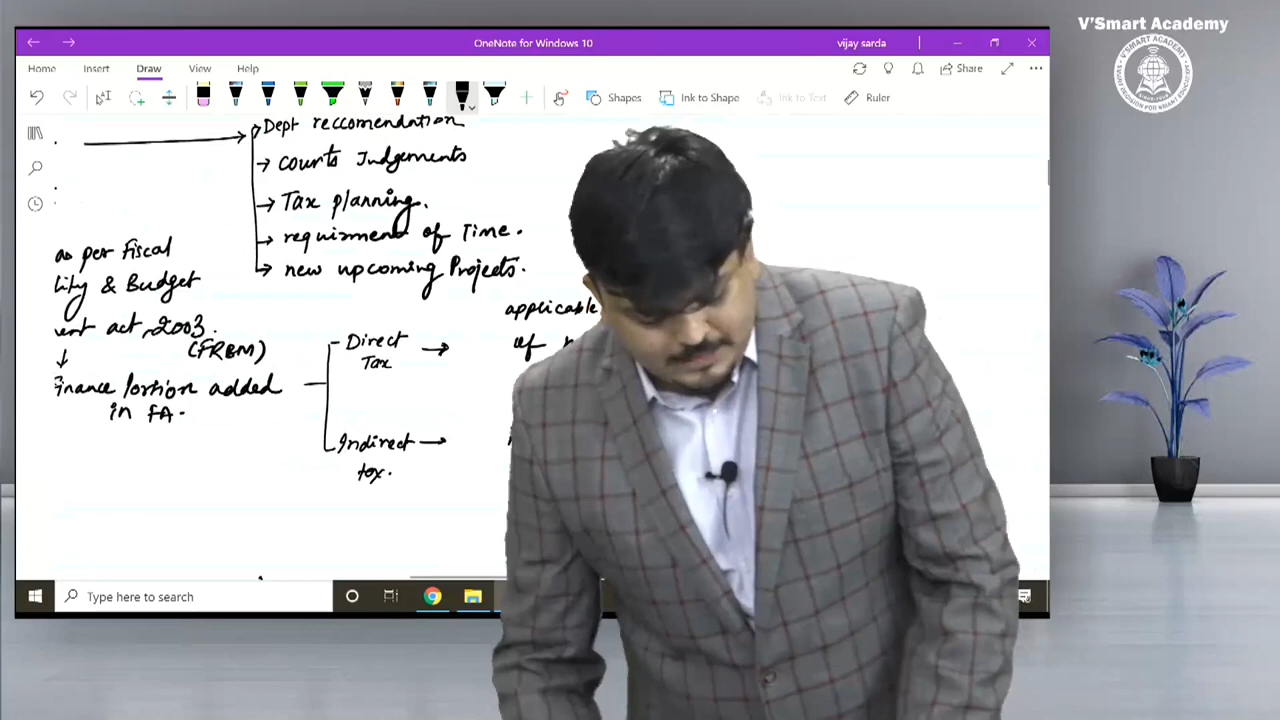 V'Smart Academy
OneNote for Windows 10
vijay sarda
Home Insert Draw View Help
Share
Shapes Ink to Shape Ink to Text Ruler
Dept reccomendation
→ courts Judgements
→ Tax planning.
→ requirment of Time.
→ new upcoming Projects.
as per fiscal
lity & Budget
ment act, 2003.
(FRBM)
↓
Finance portion added
in FA.
Direct →
Tax
applicable
of
Indirect →
tax.
Type here to search